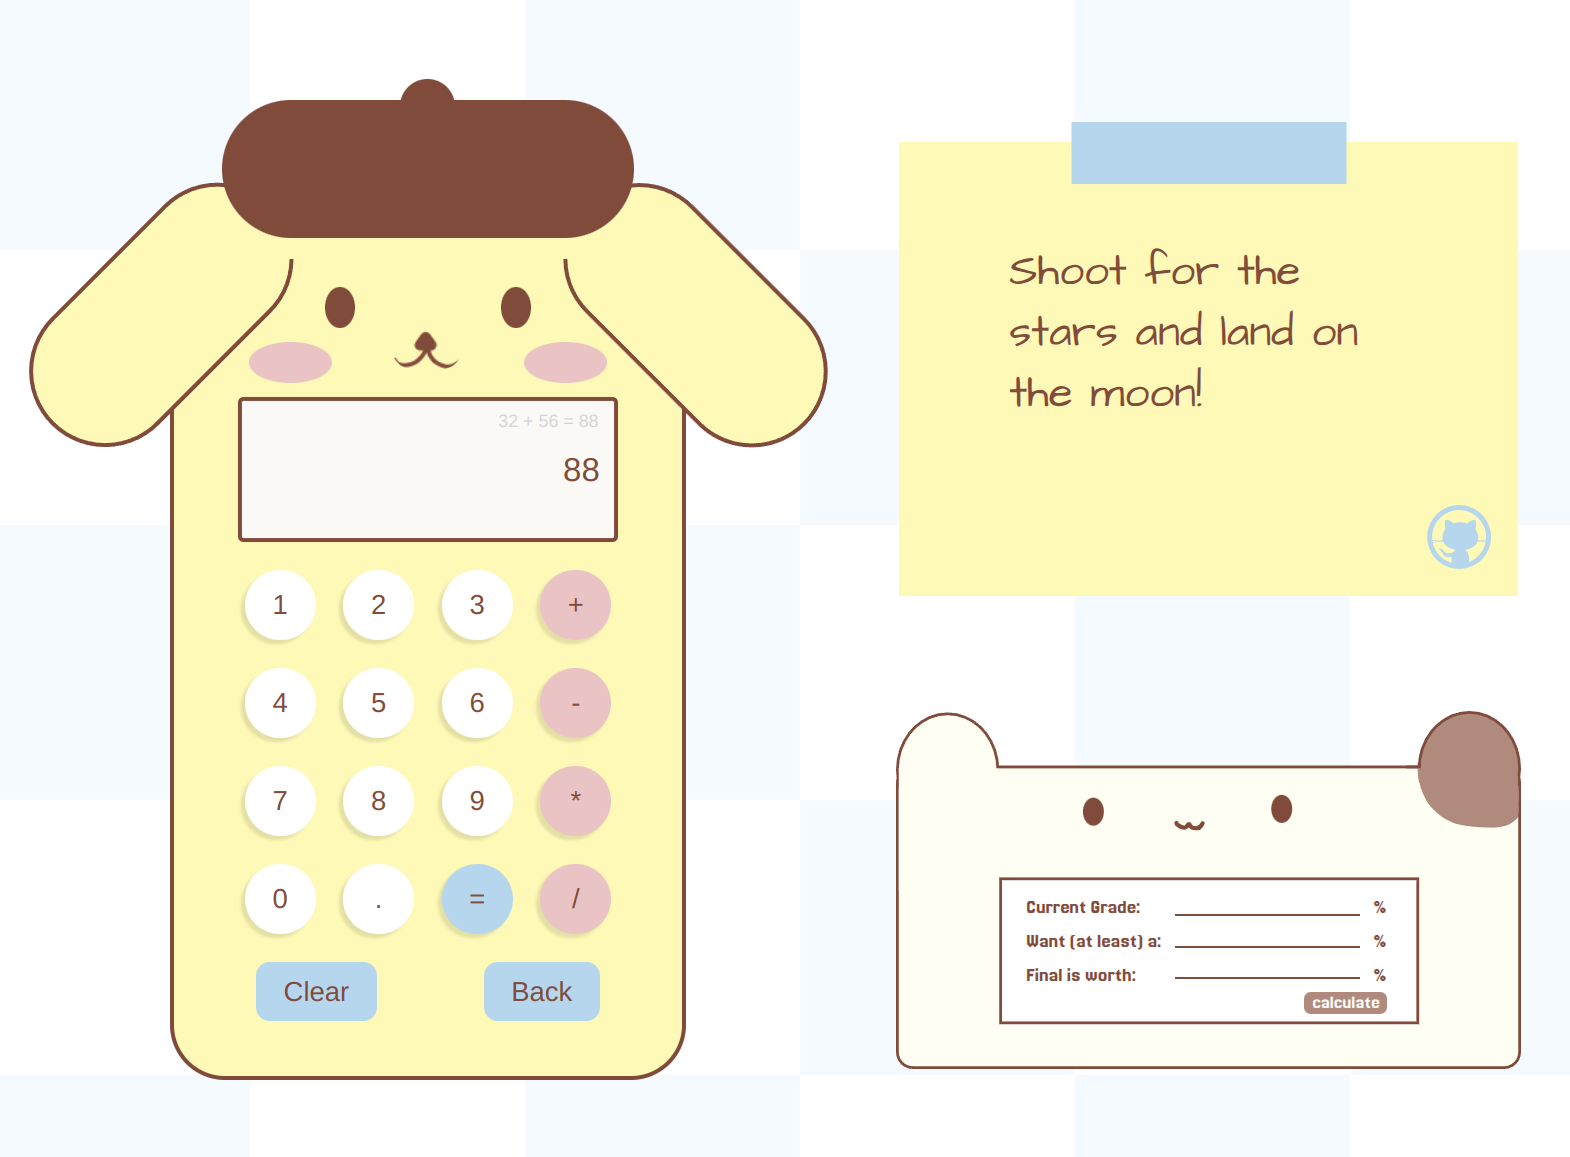 32 + 56 = 88
88
1 2 3 +
4 5 6 -
7 8 9 *
0 . = /
Clear Back
Shoot for the
stars and land on
the moon!
Current Grade: %
Want (at least) a: %
Final is worth: %
calculate